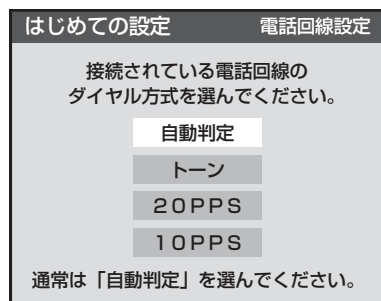 はじめての設定 電話回線設定
接続されている電話回線の
ダイヤル方式を選んでください。
自動判定
トーン
20PPS
10PPS
通常は「自動判定」を選んでください。